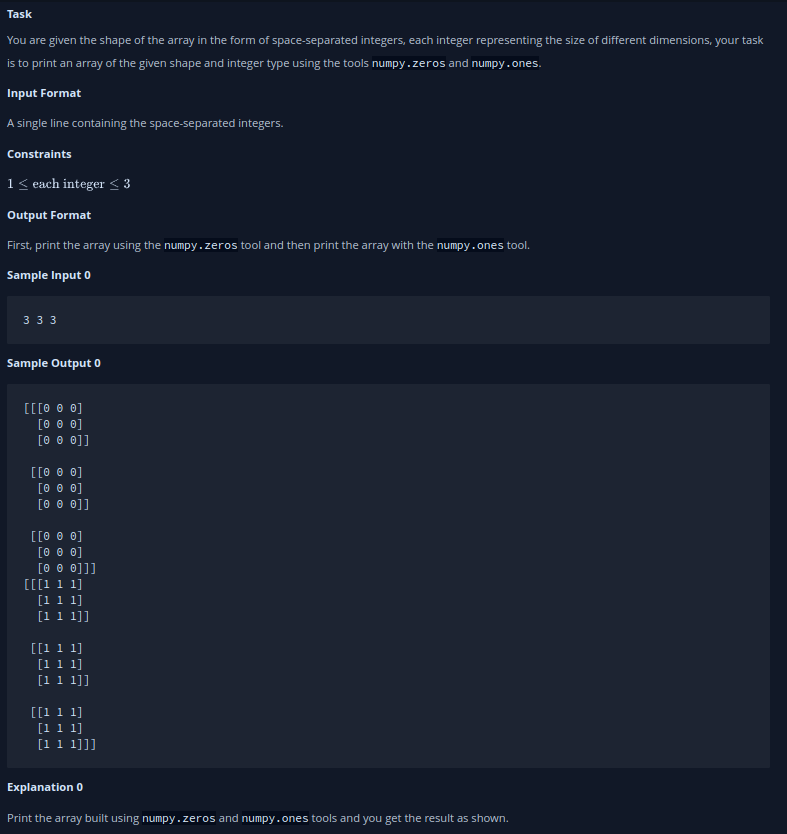 Task
You are given the shape of the array in the form of space-separated integers, each integer representing the size of different dimensions, your task
is to print an array of the given shape and integer type using the tools numpy.zeros and numpy.ones.
Input Format
A single line containing the space-separated integers.
Constraints
1 ≤ each integer ≤ 3
Output Format
First, print the array using the numpy.zeros tool and then print the array with the numpy.ones tool.
Sample Input 0
3 3 3
Sample Output 0
[[[0 0 0]
  [0 0 0]
  [0 0 0]]

 [[0 0 0]
  [0 0 0]
  [0 0 0]]

 [[0 0 0]
  [0 0 0]
  [0 0 0]]]
[[[1 1 1]
  [1 1 1]
  [1 1 1]]

 [[1 1 1]
  [1 1 1]
  [1 1 1]]

 [[1 1 1]
  [1 1 1]
  [1 1 1]]]
Explanation 0
Print the array built using numpy.zeros and numpy.ones tools and you get the result as shown.